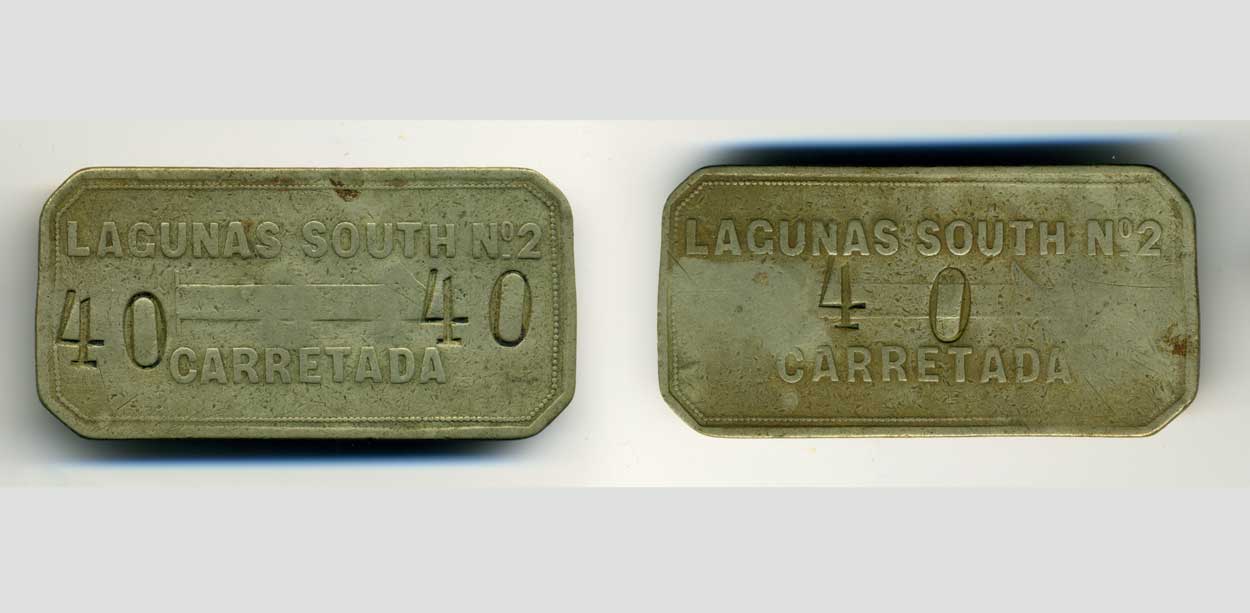 LAGUNAS SOUTH Nº2
40 40
CARRETADA
LAGUNAS SOUTH Nº2
4 0
CARRETADA